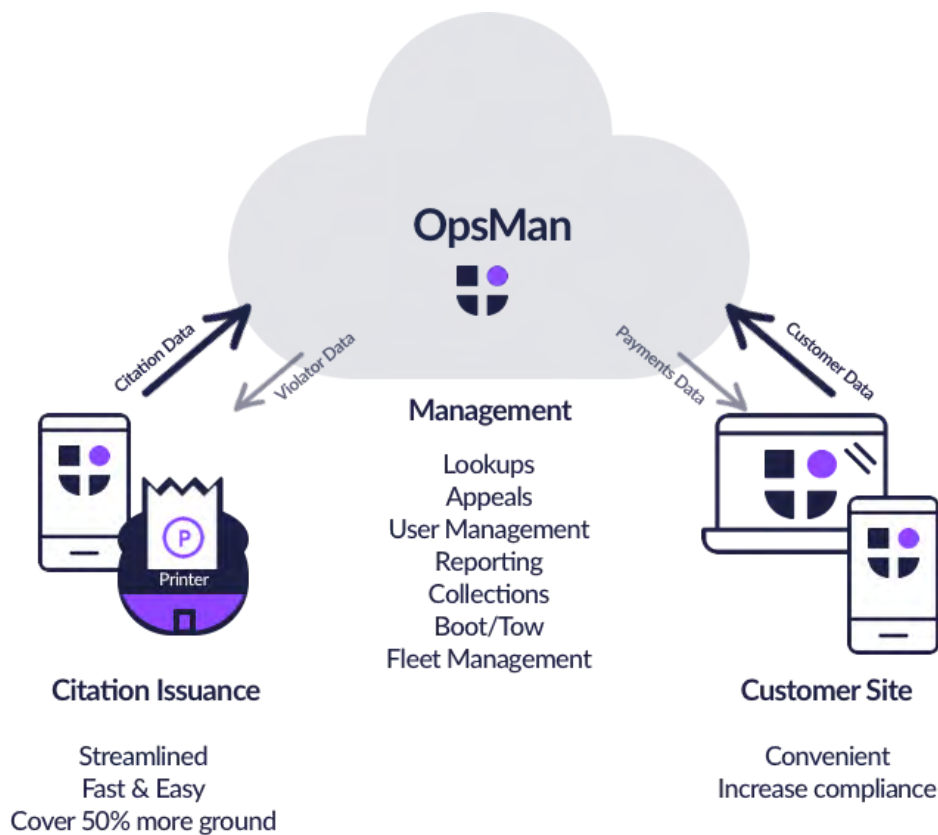 OpsMan
Citation Data
Violator Data
Payments Data
Customer Data
Management
Lookups
Appeals
User Management
Reporting
Collections
Boot/Tow
Fleet Management
P
Printer
Citation Issuance
Streamlined
Fast & Easy
Cover 50% more ground
Customer Site
Convenient
Increase compliance